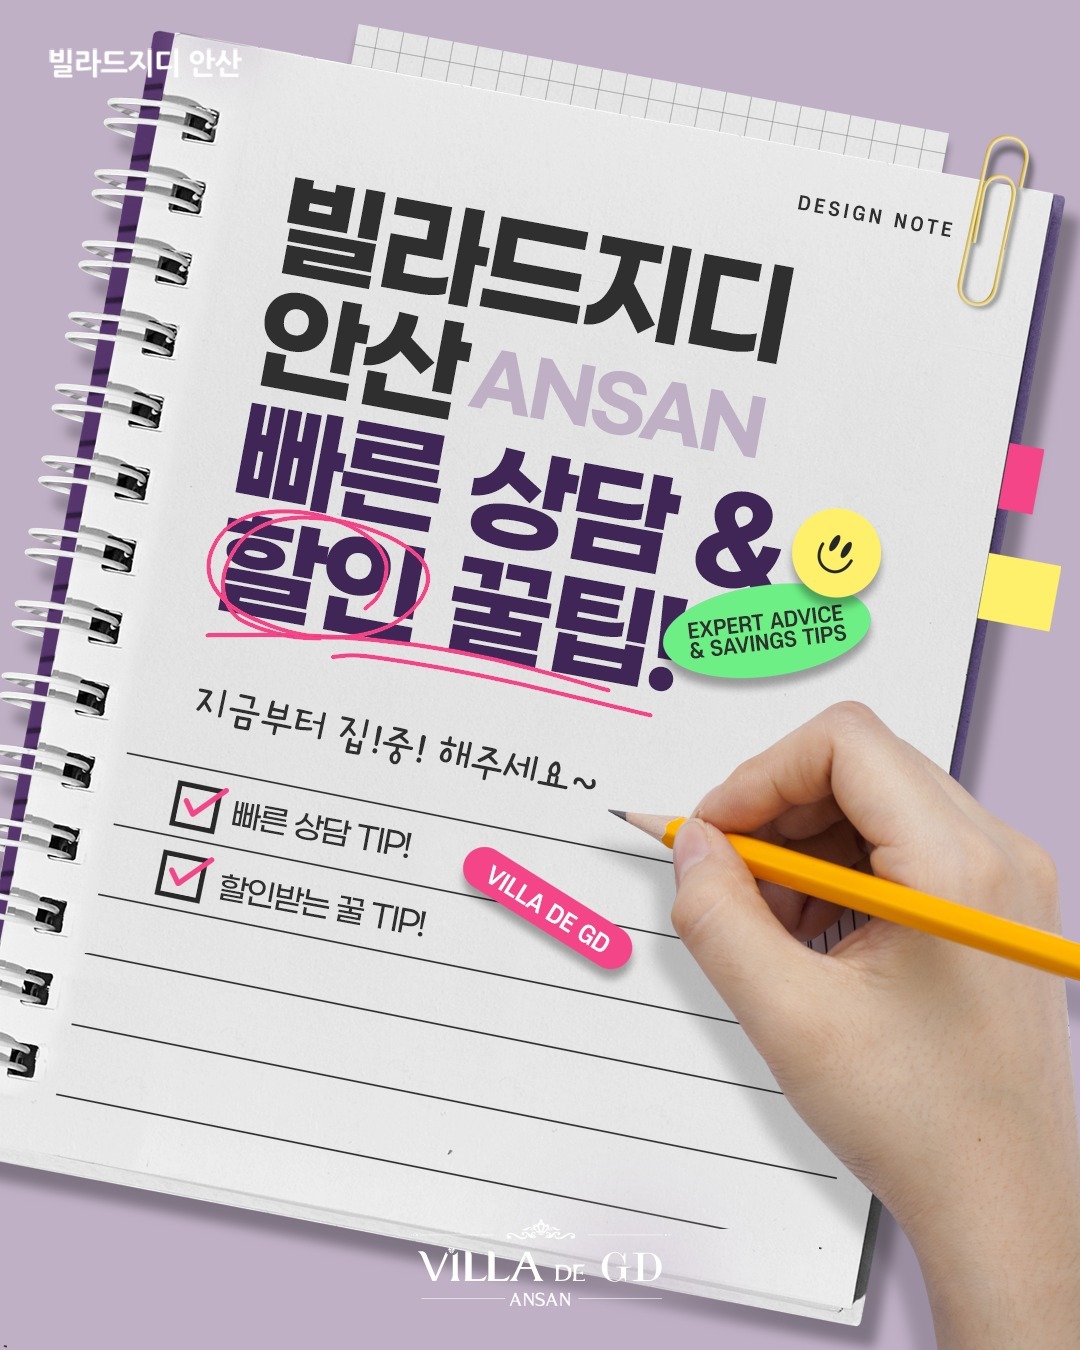 빌라드지디 안산
DESIGN NOTE
빌라드지디
안산 ANSAN
빠른 상담 &
할인 꿀팁!
EXPERT ADVICE
& SAVINGS TIPS
지금부터 집!중! 해주세요~
빠른 상담 TIP!
할인받는 꿀 TIP!
VILLA DE GD
VILLA DE GD
ANSAN